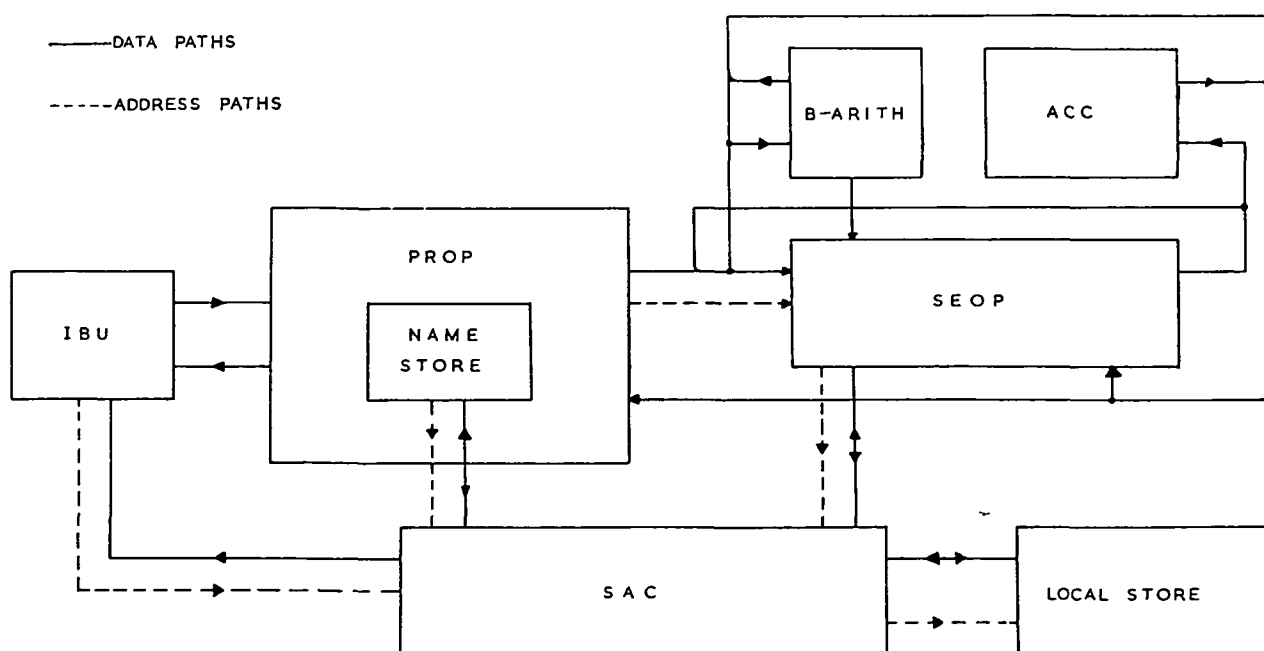 DATA PATHS
ADDRESS PATHS
B-ARITH
ACC
PROP
IBU
NAME
STORE
SEOP
SAC
LOCAL STORE